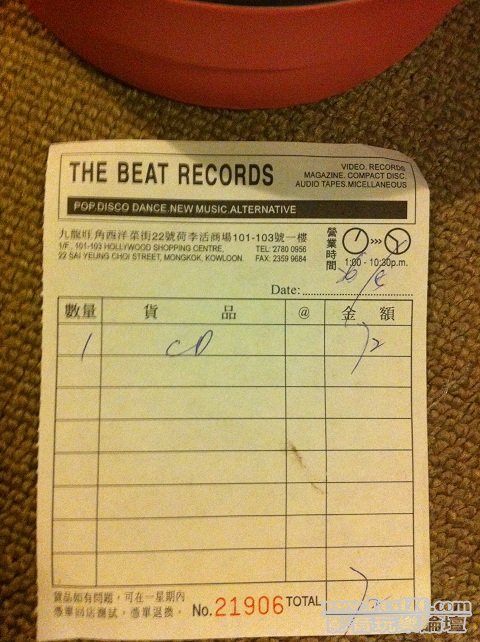 THE BEAT RECORDS
VIDEO. RECORDS,
MAGAZINE. COMPACT DISC.
AUDIO TAPES.MICELLANEOUS
POP.DISCO DANCE.NEW MUSIC.ALTERNATIVE
九龍旺角西洋菜街22號荷李活商場101-103號一樓
1/F., 101-103 HOLLYWOOD SHOPPING CENTRE, TEL: 2780 0956
22 SAI YEUNG CHOI STREET, MONGKOK, KOWLOON. FAX: 2359 9684
營業時間
1:00 - 10:30p.m.
Date:
數量 貨品 @ 金額
1 CD 72
貨品如有問題,可在一星期內
憑單回店測試,憑單退換。
No.21906 TOTAL
論壇